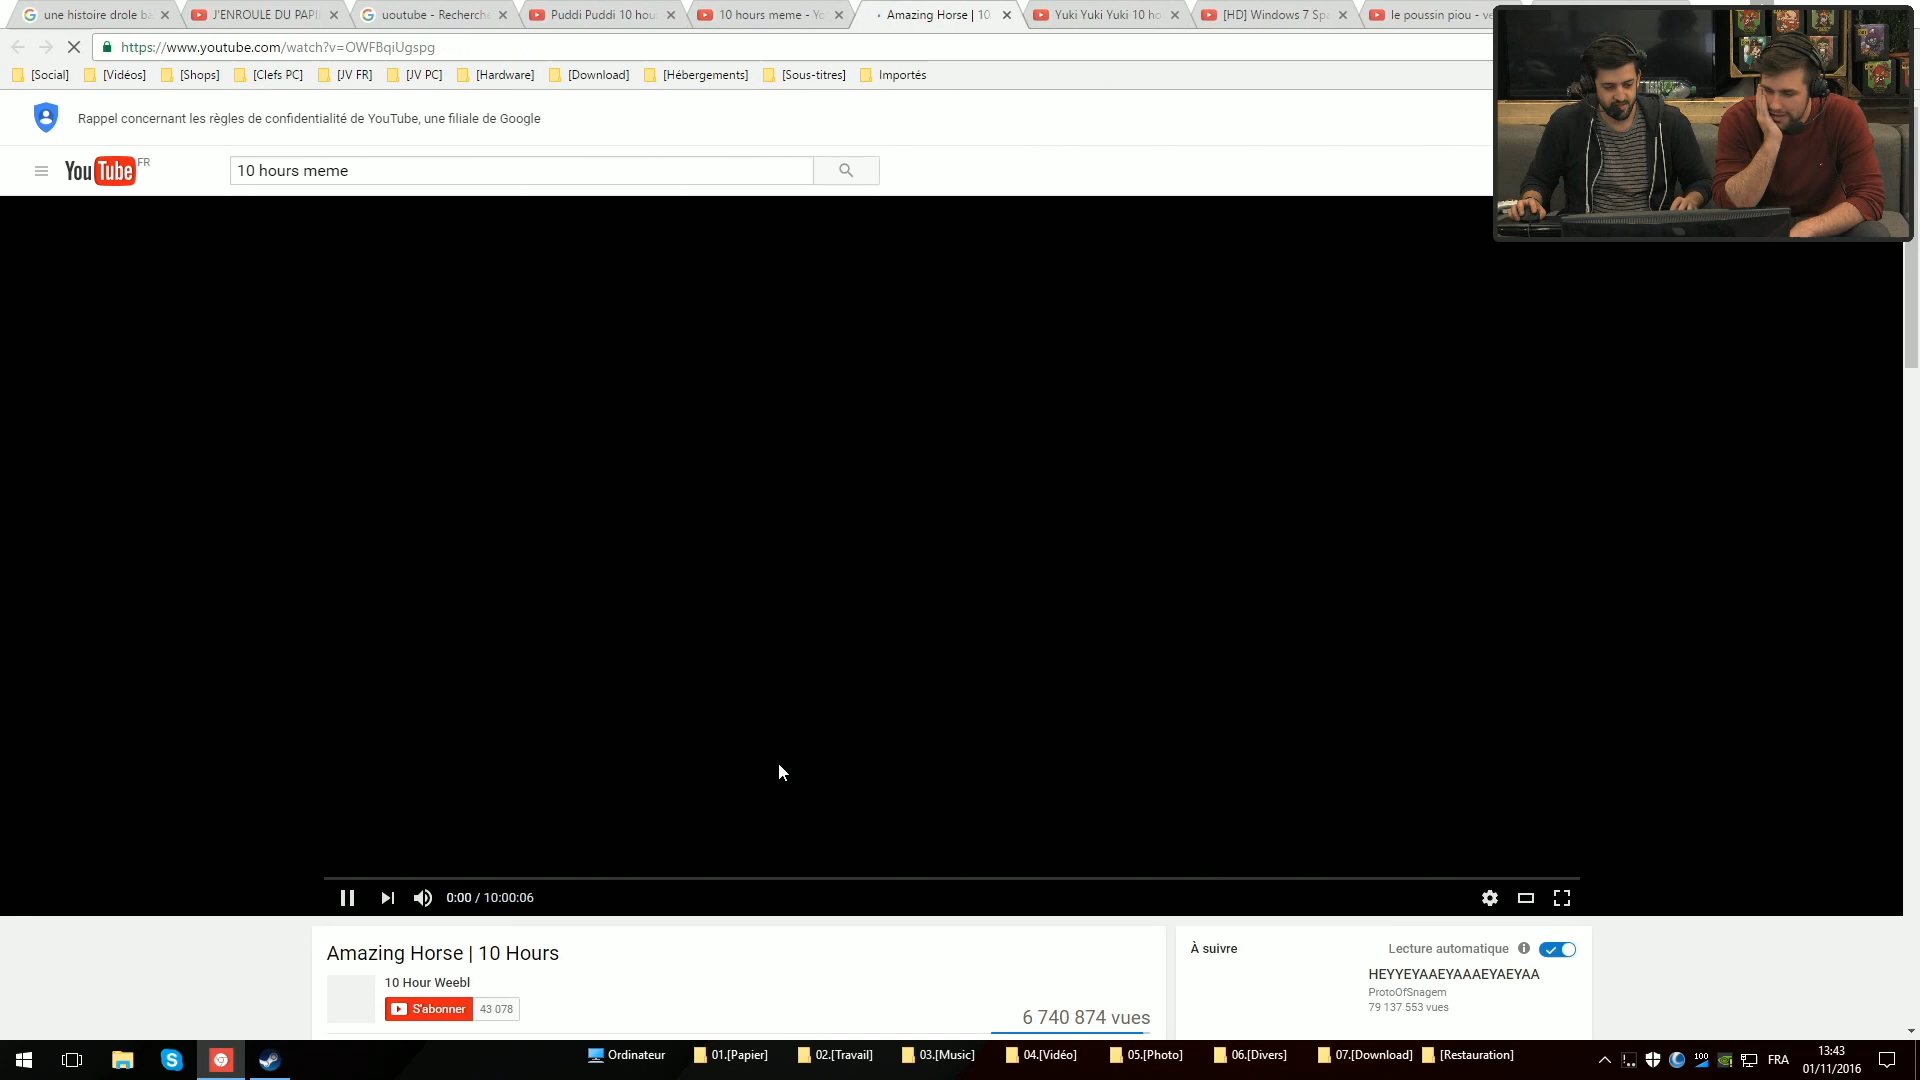 une histoire drole ba
J'ENROULE DU PAPI
uoutube - Recherche
Puddi Puddi 10 hou
10 hours meme - Yo
Amazing Horse | 10
Yuki Yuki Yuki 10 ho
[HD] Windows 7 Spa
le poussin piou - ve
https://www.youtube.com/watch?v=OWFBqiUgspg
[Social] [Vidéos] [Shops] [Clefs PC] [JV FR] [JV PC] [Hardware] [Download] [Hébergements] [Sous-titres] Importés
Rappel concernant les règles de confidentialité de YouTube, une filiale de Google
YouTube FR
10 hours meme
0:00 / 10:00:06
Amazing Horse | 10 Hours
10 Hour Weebl
S'abonner 43 078
6 740 874 vues
À suivre
Lecture automatique
HEYYEYAAEYAAAEYAEYAA
ProtoOfSnagem
79 137 553 vues
Ordinateur 01.[Papier] 02.[Travail] 03.[Music] 04.[Vidéo] 05.[Photo] 06.[Divers] 07.[Download] [Restauration]
100
FRA
13:43
01/11/2016